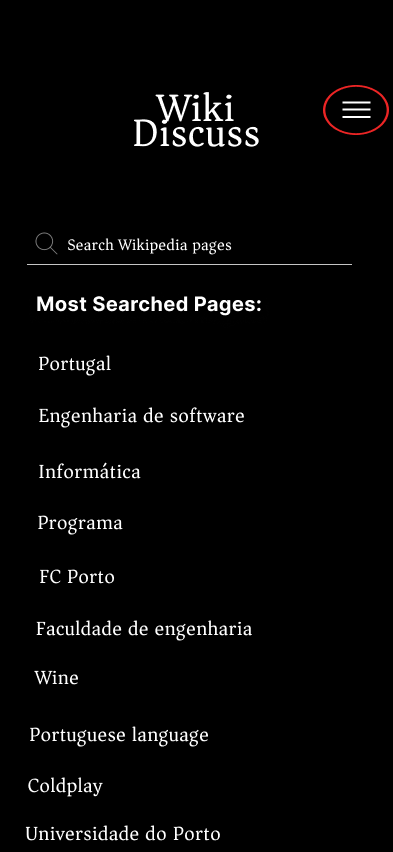 Wiki
Discuss
Search Wikipedia pages
Most Searched Pages:
Portugal
Engenharia de software
Informática
Programa
FC Porto
Faculdade de engenharia
Wine
Portuguese language
Coldplay
Universidade do Porto